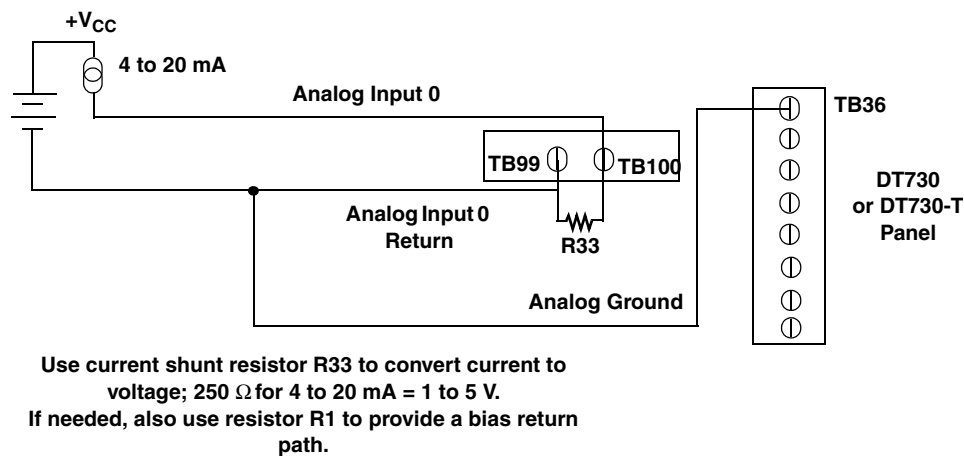 +VCC
4 to 20 mA
Analog Input 0
TB36
TB99
TB100
DT730
or DT730-T
Panel
Analog Input 0
Return
R33
Analog Ground
Use current shunt resistor R33 to convert current to
voltage; 250 Ω for 4 to 20 mA = 1 to 5 V.
If needed, also use resistor R1 to provide a bias return
path.